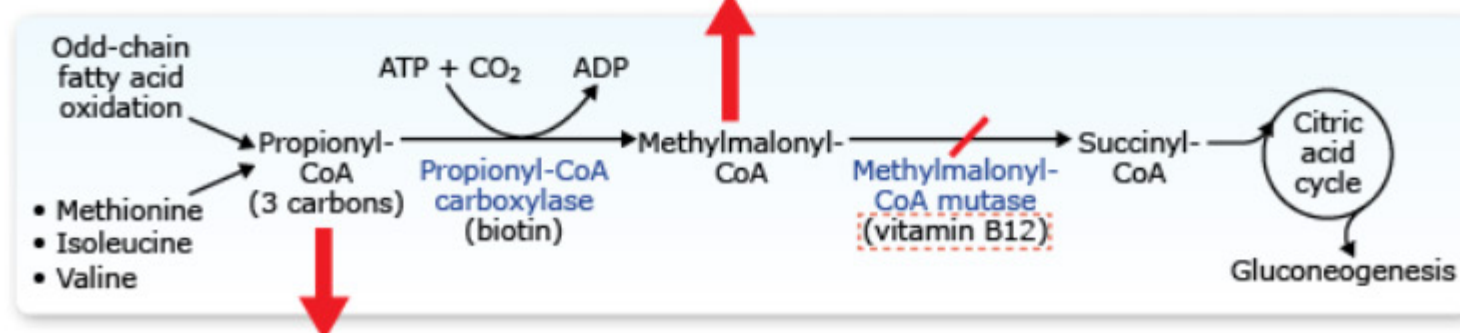 Odd-chain
fatty acid
oxidation
• Methionine
• Isoleucine
• Valine
Propionyl-
CoA
(3 carbons)
ATP + CO₂
ADP
Propionyl-CoA
carboxylase
(biotin)
Methylmalonyl-
CoA
Methylmalonyl-
CoA mutase
(vitamin B12)
Succinyl-
CoA
Citric
acid
cycle
Gluconeogenesis